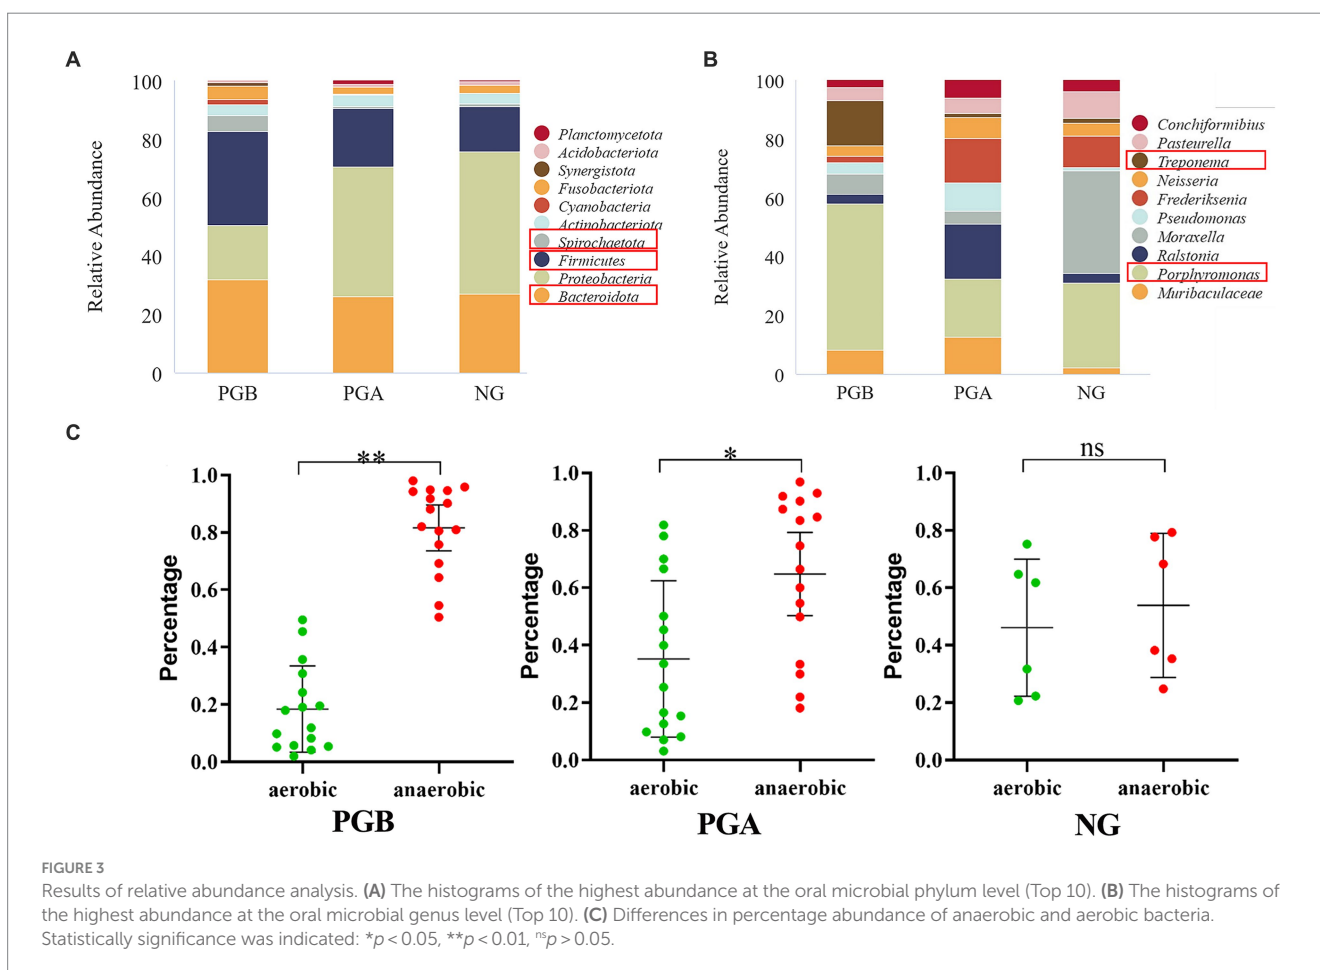 A
Relative Abundance
100
80
60
40
20
0
PGB
PGA
NG
Planctomycetota
Acidobacteriota
Synergistota
Fusobacteriota
Cyanobacteria
Actinobacteriota
Spirochaetota
Firmicutes
Proteobacteria
Bacteroidota
B
Relative Abundance
100
80
60
40
20
0
PGB
PGA
NG
Conchiformibius
Pasteurella
Treponema
Neisseria
Frederiksenia
Pseudomonas
Moraxella
Ralstonia
Porphyromonas
Muribaculaceae
C
Percentage
1.0
0.8
0.6
0.4
0.2
0.0
**
aerobic
anaerobic
PGB
Percentage
1.0
0.8
0.6
0.4
0.2
0.0
*
aerobic
anaerobic
PGA
Percentage
1.0
0.8
0.6
0.4
0.2
0.0
ns
aerobic
anaerobic
NG
FIGURE 3
Results of relative abundance analysis. (A) The histograms of the highest abundance at the oral microbial phylum level (Top 10). (B) The histograms of
the highest abundance at the oral microbial genus level (Top 10). (C) Differences in percentage abundance of anaerobic and aerobic bacteria.
Statistically significance was indicated: *p < 0.05, **p < 0.01, ⁿˢp > 0.05.